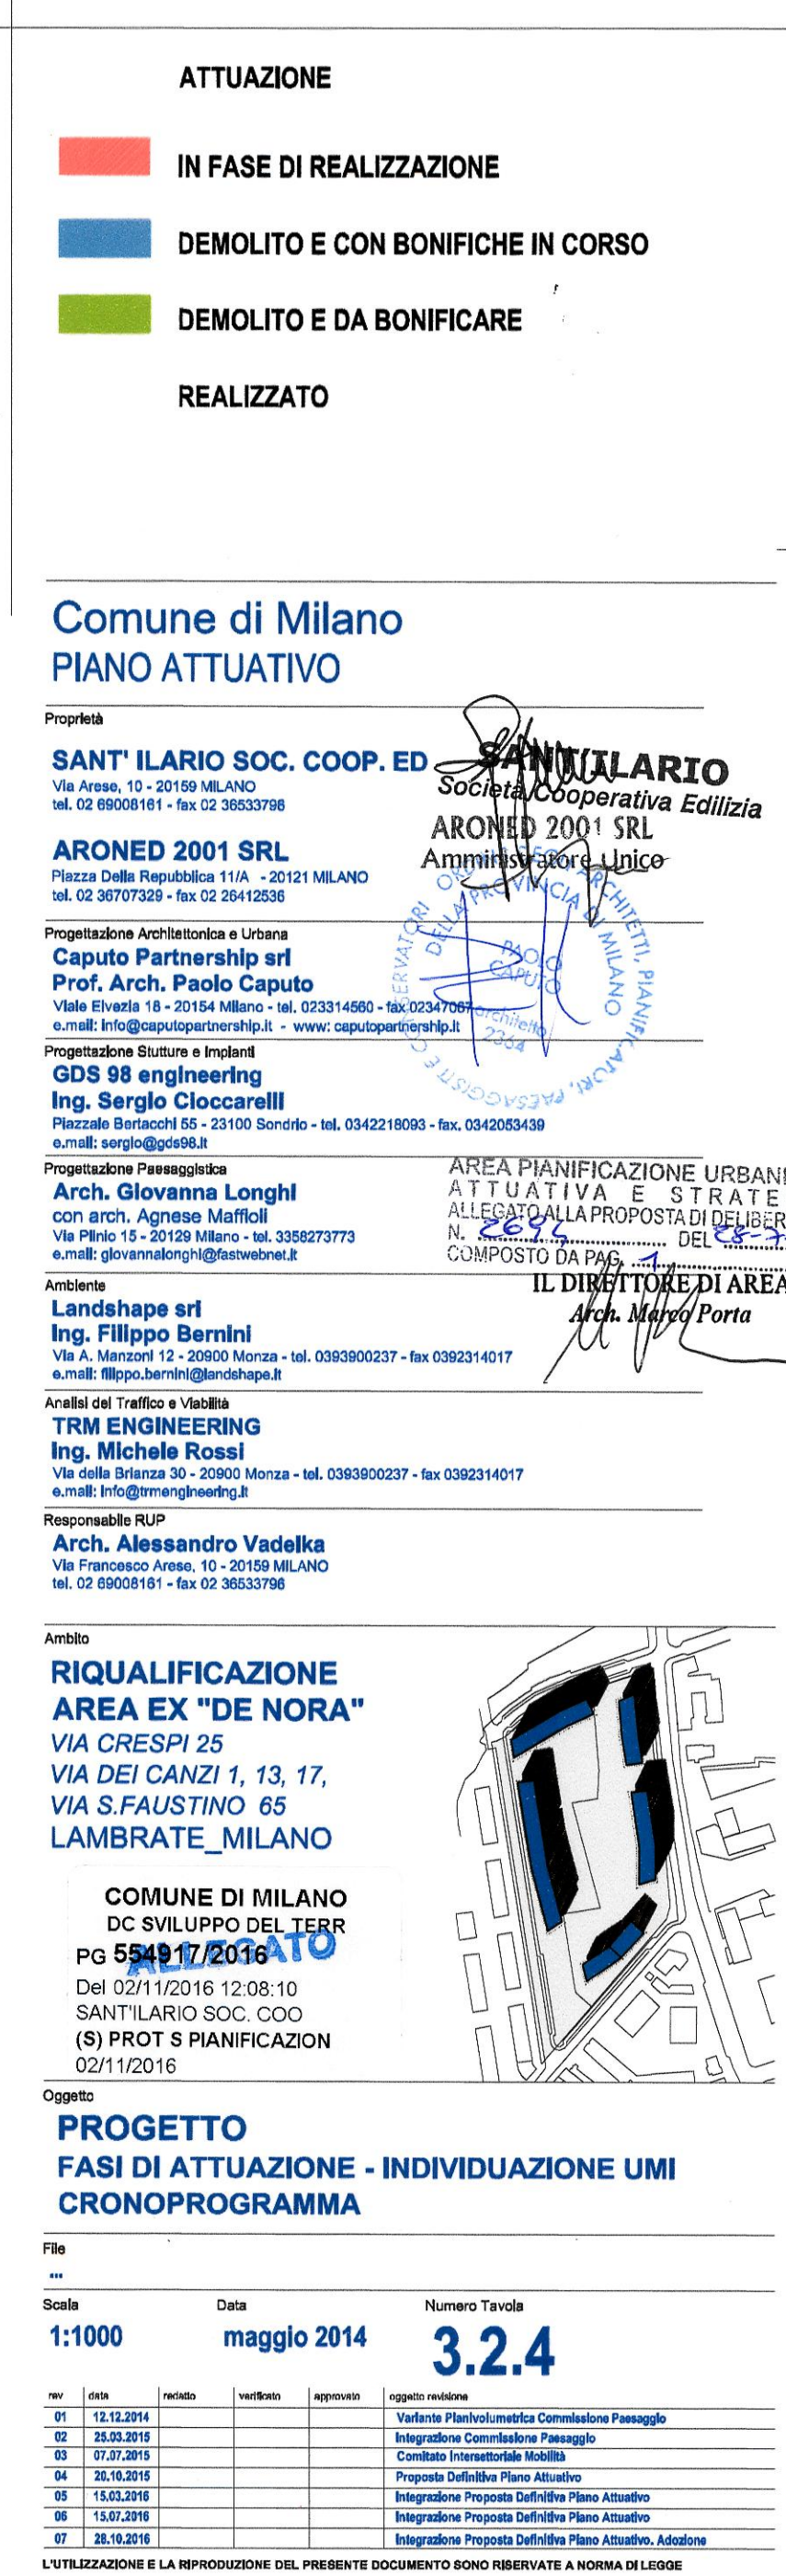 ATTUAZIONE
IN FASE DI REALIZZAZIONE
DEMOLITO E CON BONIFICHE IN CORSO
DEMOLITO E DA BONIFICARE
REALIZZATO
Comune di Milano
PIANO ATTUATIVO
Proprietà
SANT' ILARIO SOC. COOP. ED
Via Arese, 10 - 20159 MILANO
tel. 02 69008161 - fax 02 36533796
SANT'ILARIO
Società Cooperativa Edilizia
ARONED 2001 SRL
Amministratore Unico
ARONED 2001 SRL
Piazza Della Repubblica 11/A - 20121 MILANO
tel. 02 36707329 - fax 02 26412536
ORDINE DEGLI ARCHITETTI, PIANIFICATORI, PAESAGGISTI E CONSERVATORI
DELLA PROVINCIA DI MILANO
PAOLO
CAPUTO
architetto
2364
Progettazione Architettonica e Urbana
Caputo Partnership srl
Prof. Arch. Paolo Caputo
Viale Elvezia 18 - 20154 Milano - tel. 023314560 - fax 02347067
e.mail: info@caputopartnership.it - www: caputopartnership.it
Progettazione Stutture e Impianti
GDS 98 engineering
Ing. Sergio Cioccarelli
Piazzale Bertacchi 55 - 23100 Sondrio - tel. 0342218093 - fax. 0342053439
e.mail: sergio@gds98.it
Progettazione Paesaggistica
Arch. Giovanna Longhi
con arch. Agnese Maffioli
Via Plinio 15 - 20129 Milano - tel. 3358273773
e.mail: giovannalonghi@fastwebnet.it
AREA PIANIFICAZIONE URBANI
ATTUATIVA E STRATE
ALLEGATO ALLA PROPOSTA DI DELIBER
N. 2694 DEL 28-7
COMPOSTO DA PAG. 1
IL DIRETTORE DI AREA
Arch. Marco Porta
Ambiente
Landshape srl
Ing. Filippo Bernini
Via A. Manzoni 12 - 20900 Monza - tel. 0393900237 - fax 0392314017
e.mail: filippo.bernini@landshape.it
Analisi del Traffico e Viabilità
TRM ENGINEERING
Ing. Michele Rossi
Via della Brianza 30 - 20900 Monza - tel. 0393900237 - fax 0392314017
e.mail: info@trmengineering.it
Responsabile RUP
Arch. Alessandro Vadelka
Via Francesco Arese, 10 - 20159 MILANO
tel. 02 69008161 - fax 02 36533796
Ambito
RIQUALIFICAZIONE
AREA EX "DE NORA"
VIA CRESPI 25
VIA DEI CANZI 1, 13, 17,
VIA S.FAUSTINO 65
LAMBRATE_MILANO
COMUNE DI MILANO
DC SVILUPPO DEL TERR
PG 554917/2016
ALLEGATO
Del 02/11/2016 12:08:10
SANT'ILARIO SOC. COO
(S) PROT S PIANIFICAZION
02/11/2016
Oggetto
PROGETTO
FASI DI ATTUAZIONE - INDIVIDUAZIONE UMI
CRONOPROGRAMMA
File
...
Scala Data Numero Tavola
1:1000 maggio 2014 3.2.4
rev data redatto verificato approvato oggetto revisione
01 12.12.2014 Variante Planivolumetrica Commissione Paesaggio
02 25.03.2015 Integrazione Commissione Paesaggio
03 07.07.2015 Comitato Intersettoriale Mobilità
04 20.10.2015 Proposta Definitiva Piano Attuativo
05 15.03.2016 Integrazione Proposta Definitiva Piano Attuativo
06 15.07.2016 Integrazione Proposta Definitiva Piano Attuativo
07 28.10.2016 Integrazione Proposta Definitiva Piano Attuativo. Adozione
L'UTILIZZAZIONE E LA RIPRODUZIONE DEL PRESENTE DOCUMENTO SONO RISERVATE A NORMA DI LEGGE